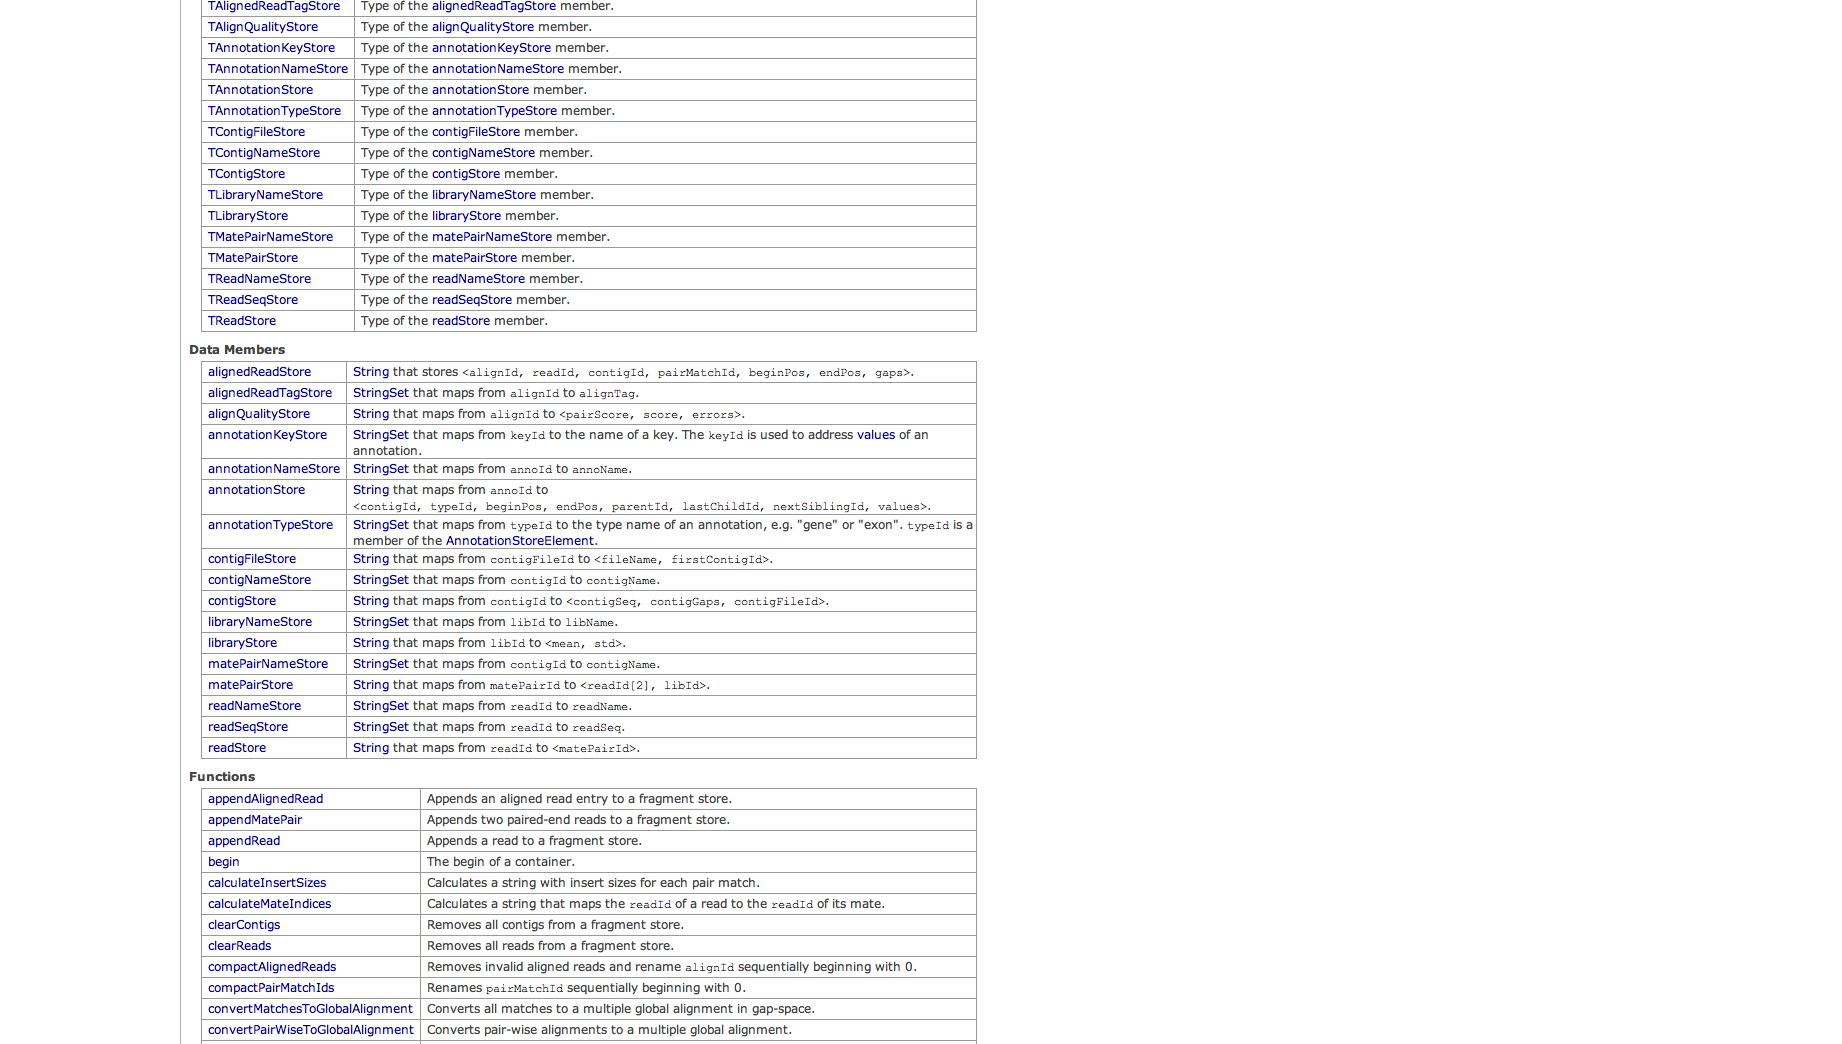 TAlignedReadTagStore Type of the alignedReadTagStore member.
TAlignQualityStore Type of the alignQualityStore member.
TAnnotationKeyStore Type of the annotationKeyStore member.
TAnnotationNameStore Type of the annotationNameStore member.
TAnnotationStore Type of the annotationStore member.
TAnnotationTypeStore Type of the annotationTypeStore member.
TContigFileStore Type of the contigFileStore member.
TContigNameStore Type of the contigNameStore member.
TContigStore Type of the contigStore member.
TLibraryNameStore Type of the libraryNameStore member.
TLibraryStore Type of the libraryStore member.
TMatePairNameStore Type of the matePairNameStore member.
TMatePairStore Type of the matePairStore member.
TReadNameStore Type of the readNameStore member.
TReadSeqStore Type of the readSeqStore member.
TReadStore Type of the readStore member.
Data Members
alignedReadStore String that stores <alignId, readId, contigId, pairMatchId, beginPos, endPos, gaps>.
alignedReadTagStore StringSet that maps from alignId to alignTag.
alignQualityStore String that maps from alignId to <pairScore, score, errors>.
annotationKeyStore StringSet that maps from keyId to the name of a key. The keyId is used to address values of an
annotation.
annotationNameStore StringSet that maps from annoId to annoName.
annotationStore String that maps from annoId to
<contigId, typeId, beginPos, endPos, parentId, lastChildId, nextSiblingId, values>.
annotationTypeStore StringSet that maps from typeId to the type name of an annotation, e.g. "gene" or "exon". typeId is a
member of the AnnotationStoreElement.
contigFileStore String that maps from contigFileId to <fileName, firstContigId>.
contigNameStore StringSet that maps from contigId to contigName.
contigStore String that maps from contigId to <contigSeq, contigGaps, contigFileId>.
libraryNameStore StringSet that maps from libId to libName.
libraryStore String that maps from libId to <mean, std>.
matePairNameStore StringSet that maps from contigId to contigName.
matePairStore String that maps from matePairId to <readId[2], libId>.
readNameStore StringSet that maps from readId to readName.
readSeqStore StringSet that maps from readId to readSeq.
readStore String that maps from readId to <matePairId>.
Functions
appendAlignedRead Appends an aligned read entry to a fragment store.
appendMatePair Appends two paired-end reads to a fragment store.
appendRead Appends a read to a fragment store.
begin The begin of a container.
calculateInsertSizes Calculates a string with insert sizes for each pair match.
calculateMateIndices Calculates a string that maps the readId of a read to the readId of its mate.
clearContigs Removes all contigs from a fragment store.
clearReads Removes all reads from a fragment store.
compactAlignedReads Removes invalid aligned reads and rename alignId sequentially beginning with 0.
compactPairMatchIds Renames pairMatchId sequentially beginning with 0.
convertMatchesToGlobalAlignment Converts all matches to a multiple global alignment in gap-space.
convertPairWiseToGlobalAlignment Converts pair-wise alignments to a multiple global alignment.